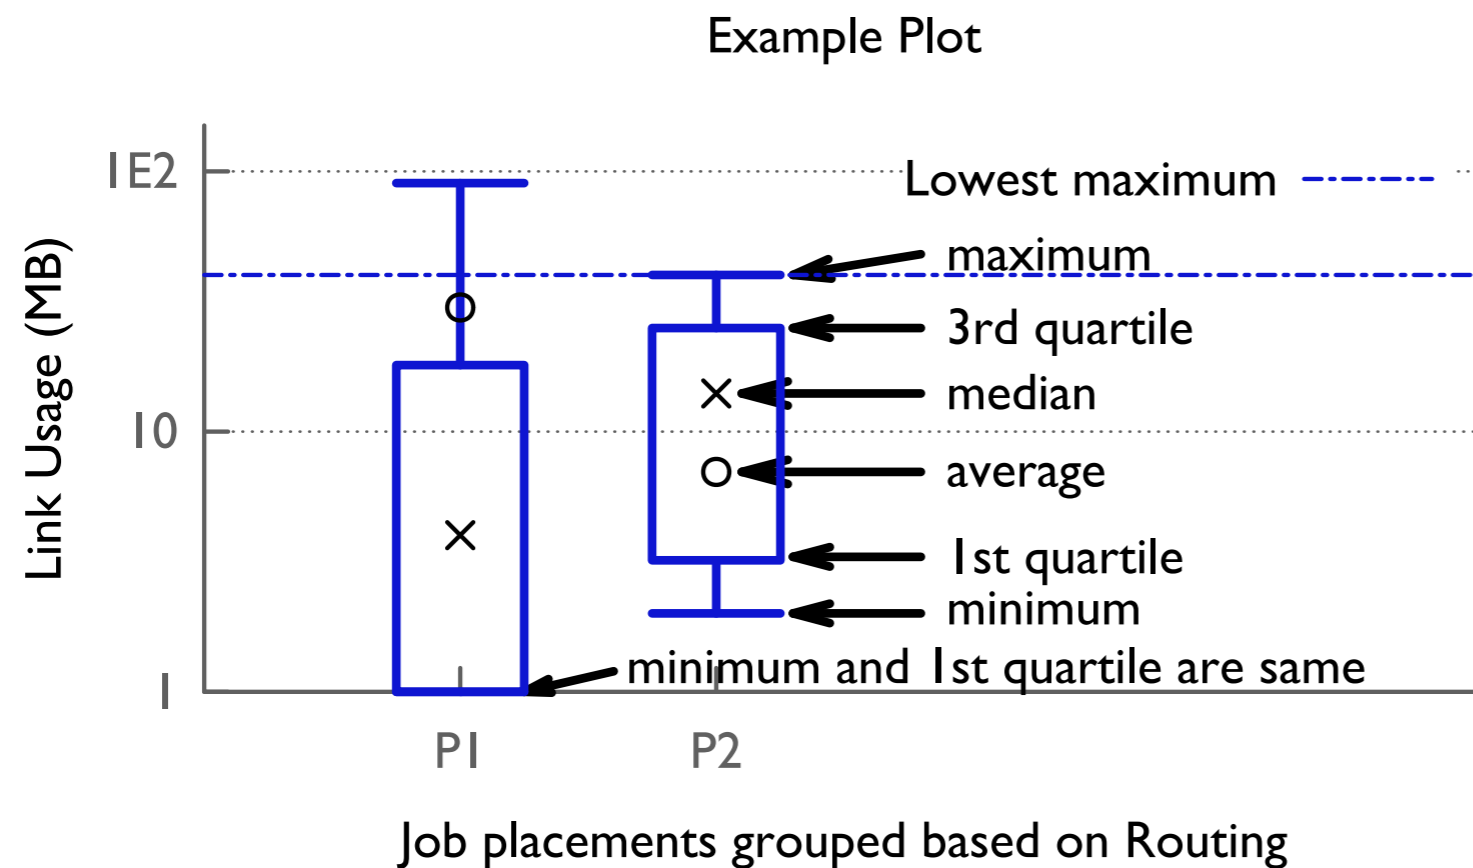 Example Plot
1E2
Lowest maximum
maximum
3rd quartile
median
10
average
1st quartile
minimum
minimum and 1st quartile are same
1
P1
P2
Link Usage (MB)
Job placements grouped based on Routing